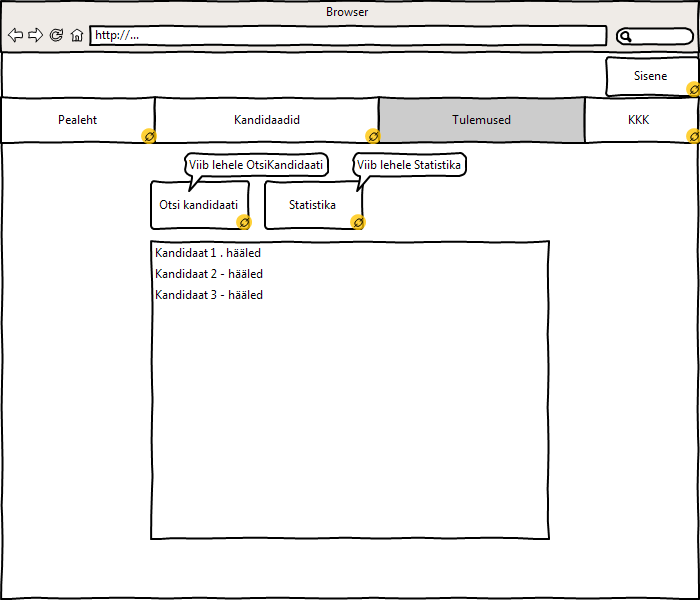 Browser
http://...
Sisene
Pealeht
Kandidaadid
Tulemused
KKK
Viib lehele OtsiKandidaati
Viib lehele Statistika
Otsi kandidaati
Statistika
Kandidaat 1 . hääled
Kandidaat 2 - hääled
Kandidaat 3 - hääled